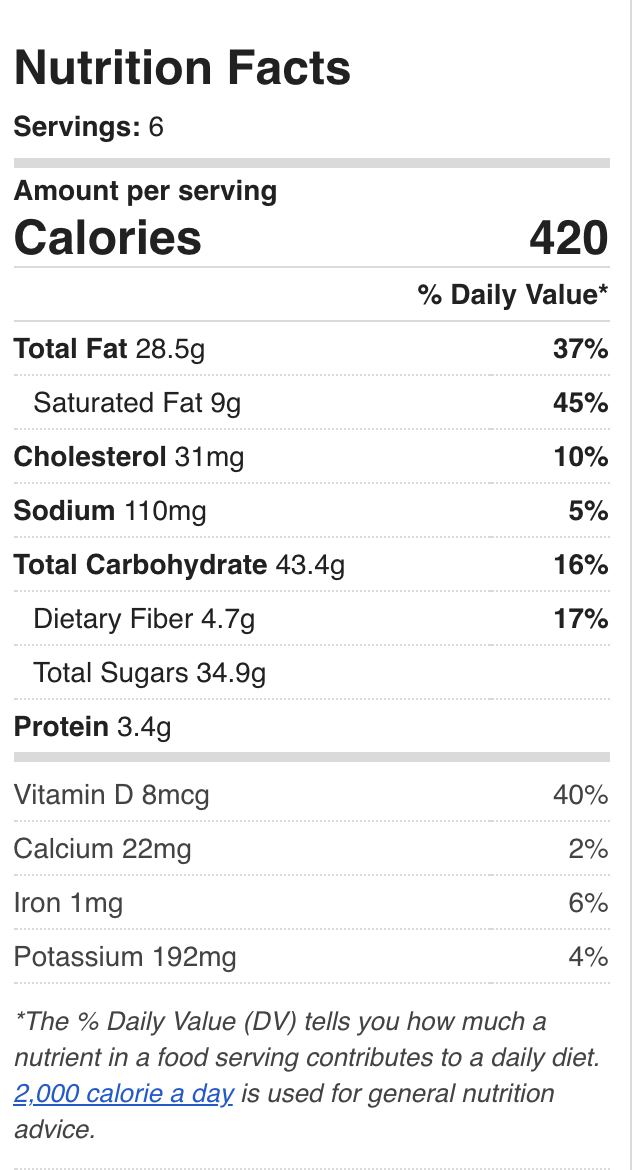 Nutrition Facts
Servings: 6
Amount per serving
Calories 420
% Daily Value*
Total Fat 28.5g 37%
Saturated Fat 9g 45%
Cholesterol 31mg 10%
Sodium 110mg 5%
Total Carbohydrate 43.4g 16%
Dietary Fiber 4.7g 17%
Total Sugars 34.9g
Protein 3.4g
Vitamin D 8mcg 40%
Calcium 22mg 2%
Iron 1mg 6%
Potassium 192mg 4%
*The % Daily Value (DV) tells you how much a
nutrient in a food serving contributes to a daily diet.
2,000 calorie a day is used for general nutrition
advice.